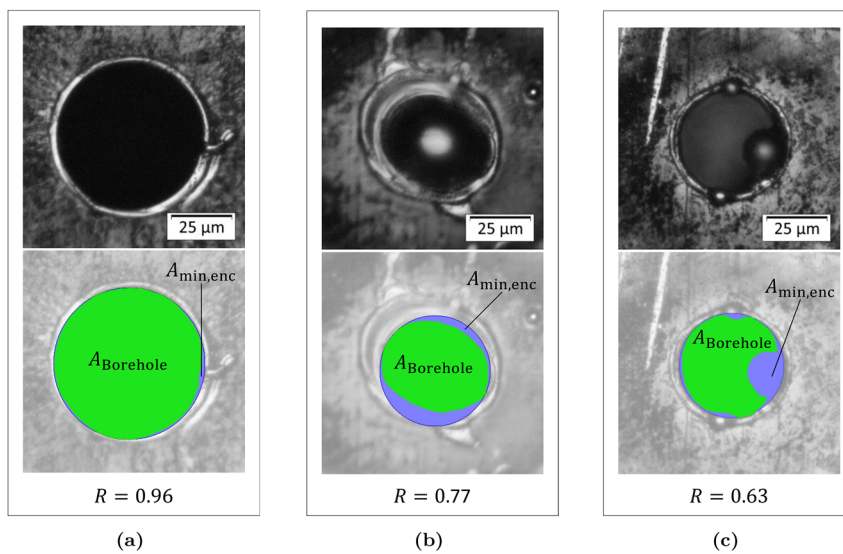 25 µm
25 µm
25 µm
A_min,enc
A_Borehole
A_min,enc
A_Borehole
A_min,enc
A_Borehole
R = 0.96
R = 0.77
R = 0.63
(a)
(b)
(c)